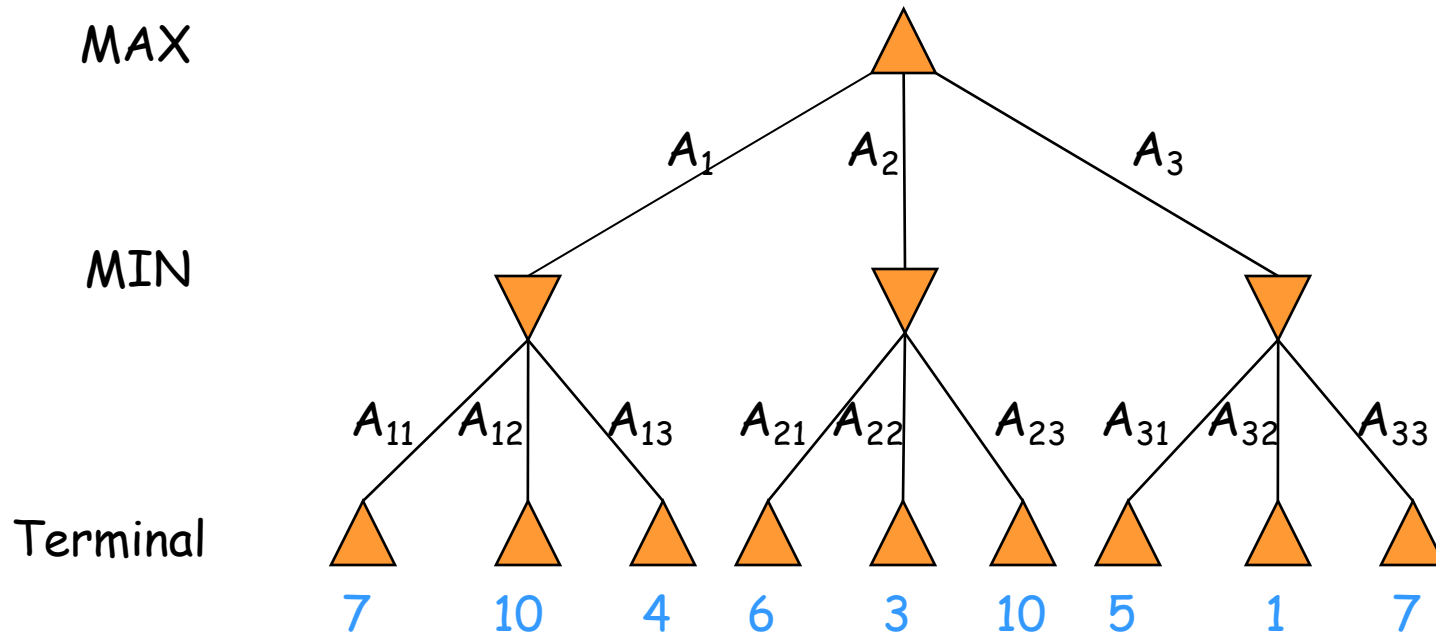 MAX
A₁ A₂ A₃
MIN
A₁₁ A₁₂ A₁₃ A₂₁ A₂₂ A₂₃ A₃₁ A₃₂ A₃₃
Terminal
7 10 4 6 3 10 5 1 7